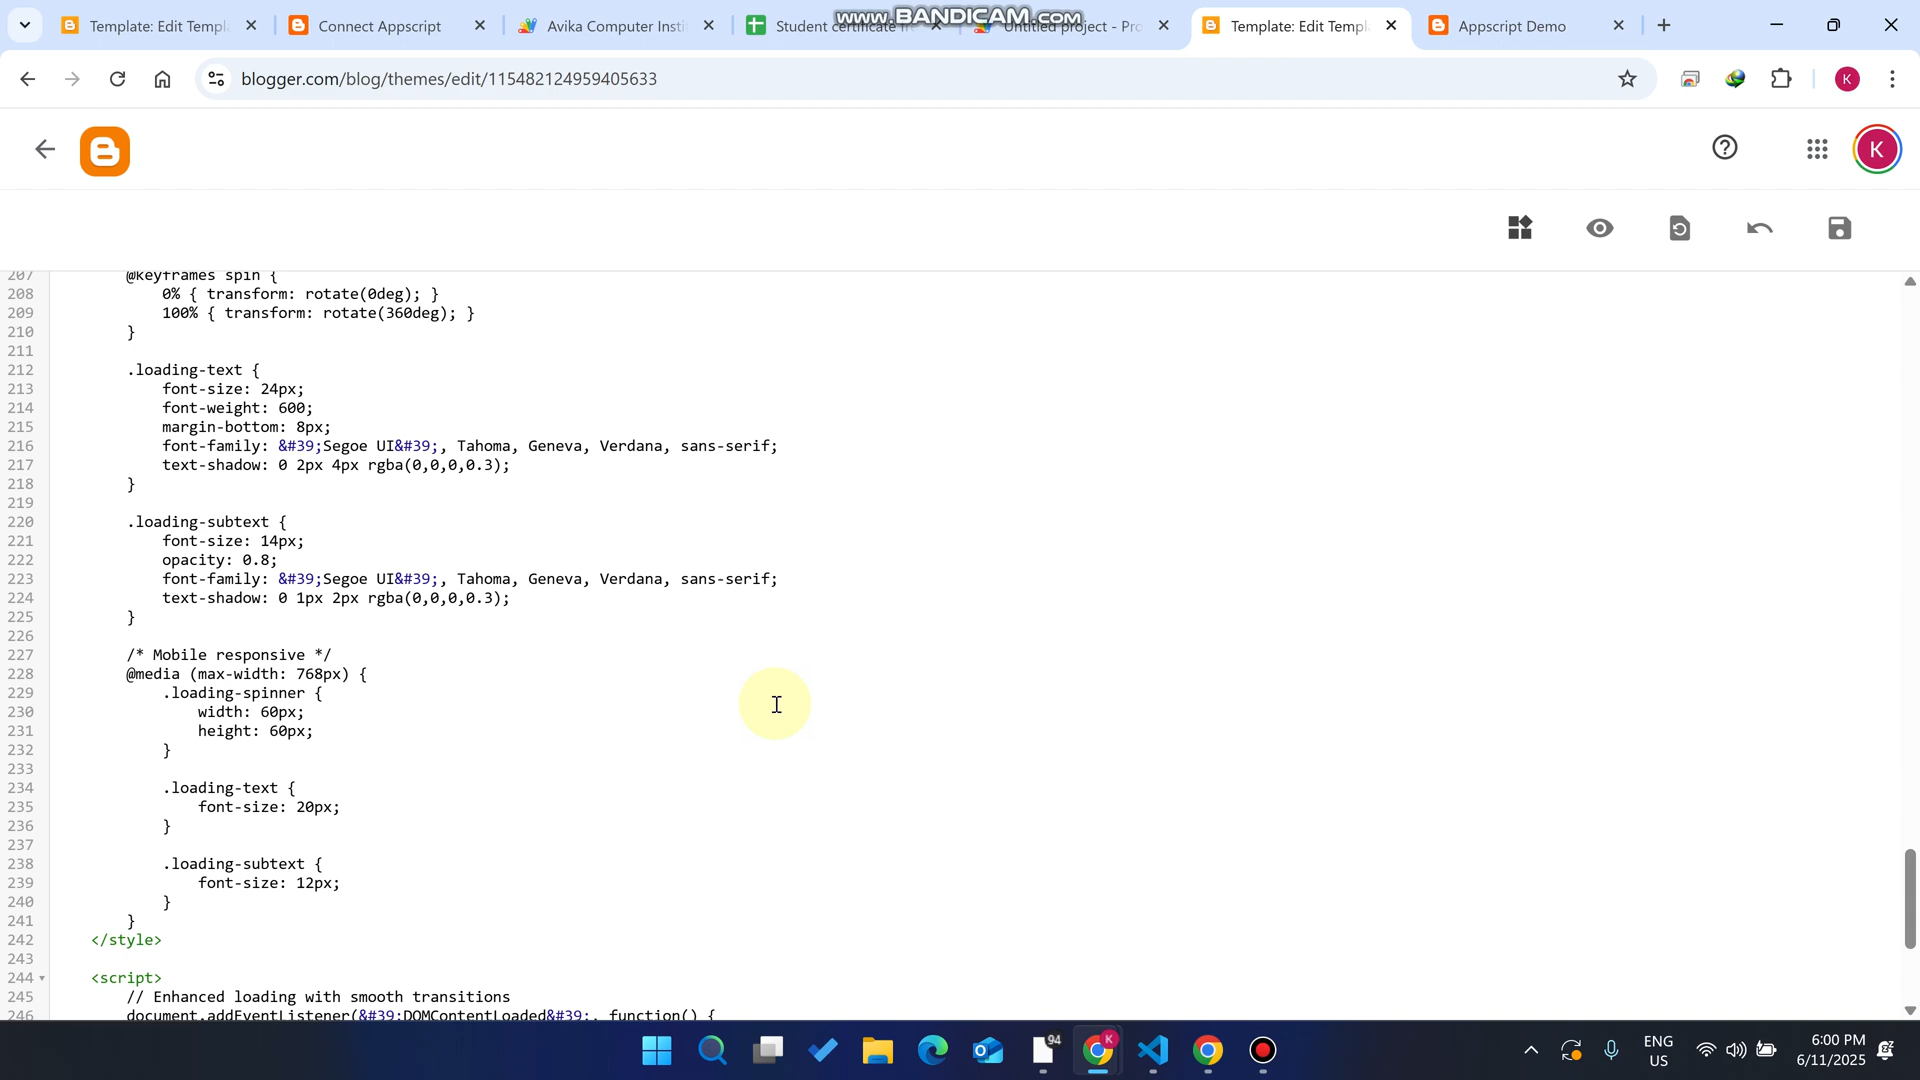 Template: Edit Templ
Connect Appscript
Avika Computer Insti
Student certificate fr
Untitled project - Pro
Template: Edit Templ
Appscript Demo
www.BANDICAM.com
blogger.com/blog/themes/edit/115482124959405633
K
K
207 @keyframes spin {
208 0% { transform: rotate(0deg); }
209 100% { transform: rotate(360deg); }
210 }
211
212 .loading-text {
213 font-size: 24px;
214 font-weight: 600;
215 margin-bottom: 8px;
216 font-family: &#39;Segoe UI&#39;, Tahoma, Geneva, Verdana, sans-serif;
217 text-shadow: 0 2px 4px rgba(0,0,0,0.3);
218 }
219
220 .loading-subtext {
221 font-size: 14px;
222 opacity: 0.8;
223 font-family: &#39;Segoe UI&#39;, Tahoma, Geneva, Verdana, sans-serif;
224 text-shadow: 0 1px 2px rgba(0,0,0,0.3);
225 }
226
227 /* Mobile responsive */
228 @media (max-width: 768px) {
229 .loading-spinner {
230 width: 60px;
231 height: 60px;
232 }
233
234 .loading-text {
235 font-size: 20px;
236 }
237
238 .loading-subtext {
239 font-size: 12px;
240 }
241 }
242 </style>
243
244 <script>
245 // Enhanced loading with smooth transitions
246 document.addEventListener(&#39;DOMContentLoaded&#39;, function() {
94
K
ENG
US
6:00 PM
6/11/2025